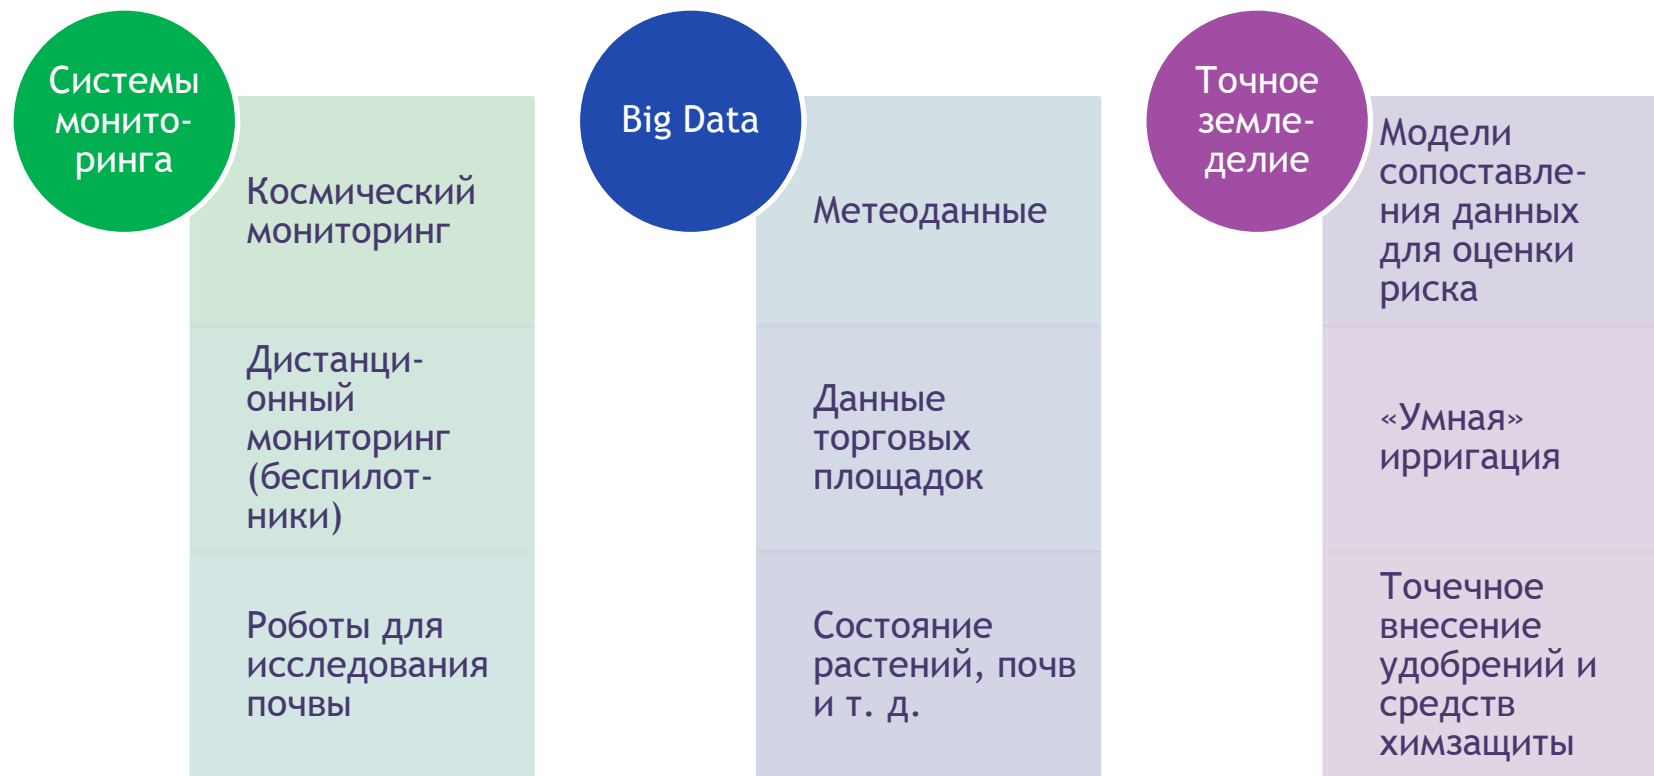 Системы
монито-
ринга
Космический
мониторинг
Дистанци-
онный
мониторинг
(беспилот-
ники)
Роботы для
исследования
почвы
Big Data
Метеоданные
Данные
торговых
площадок
Состояние
растений, почв
и т. д.
Точное
земле-
делие
Модели
сопоставле-
ния данных
для оценки
риска
«Умная»
ирригация
Точечное
внесение
удобрений и
средств
химзащиты